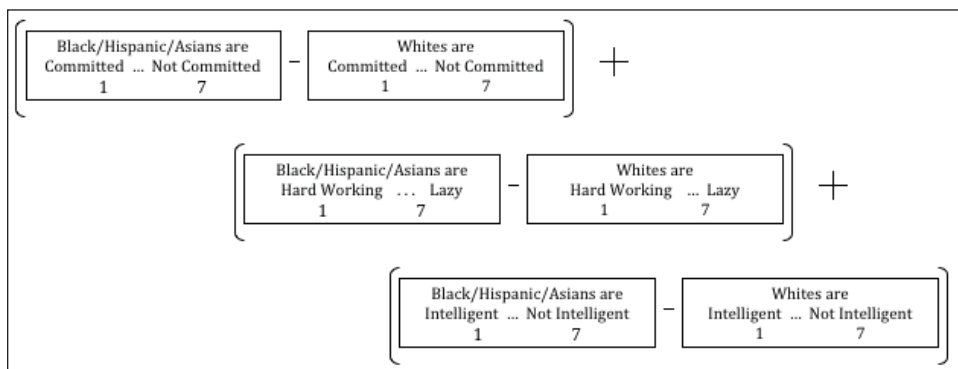 Black/Hispanic/Asians are
Committed ... Not Committed
1 7
-
Whites are
Committed ... Not Committed
1 7
+
Black/Hispanic/Asians are
Hard Working ... Lazy
1 7
-
Whites are
Hard Working ... Lazy
1 7
+
Black/Hispanic/Asians are
Intelligent ... Not Intelligent
1 7
-
Whites are
Intelligent ... Not Intelligent
1 7